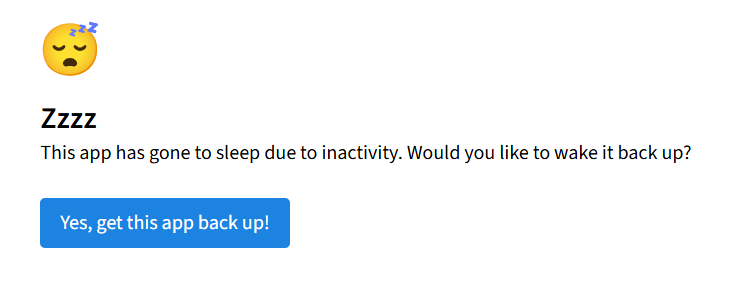 Zzzz
This app has gone to sleep due to inactivity. Would you like to wake it back up?
Yes, get this app back up!